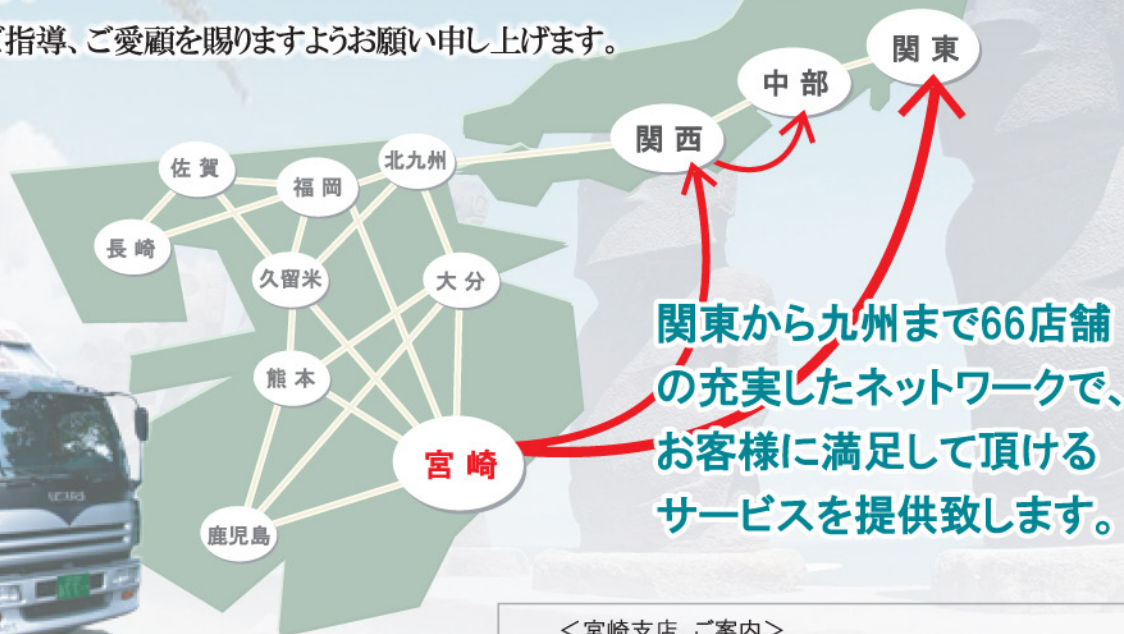 指導、ご愛顧を賜りますようお願い申し上げます。
関東
中部
関西
北九州
佐賀
福岡
長崎
久留米
大分
熊本
宮崎
鹿児島
関東から九州まで66店舗
の充実したネットワークで、
お客様に満足して頂ける
サービスを提供致します。
＜宮崎支店 ご案内＞